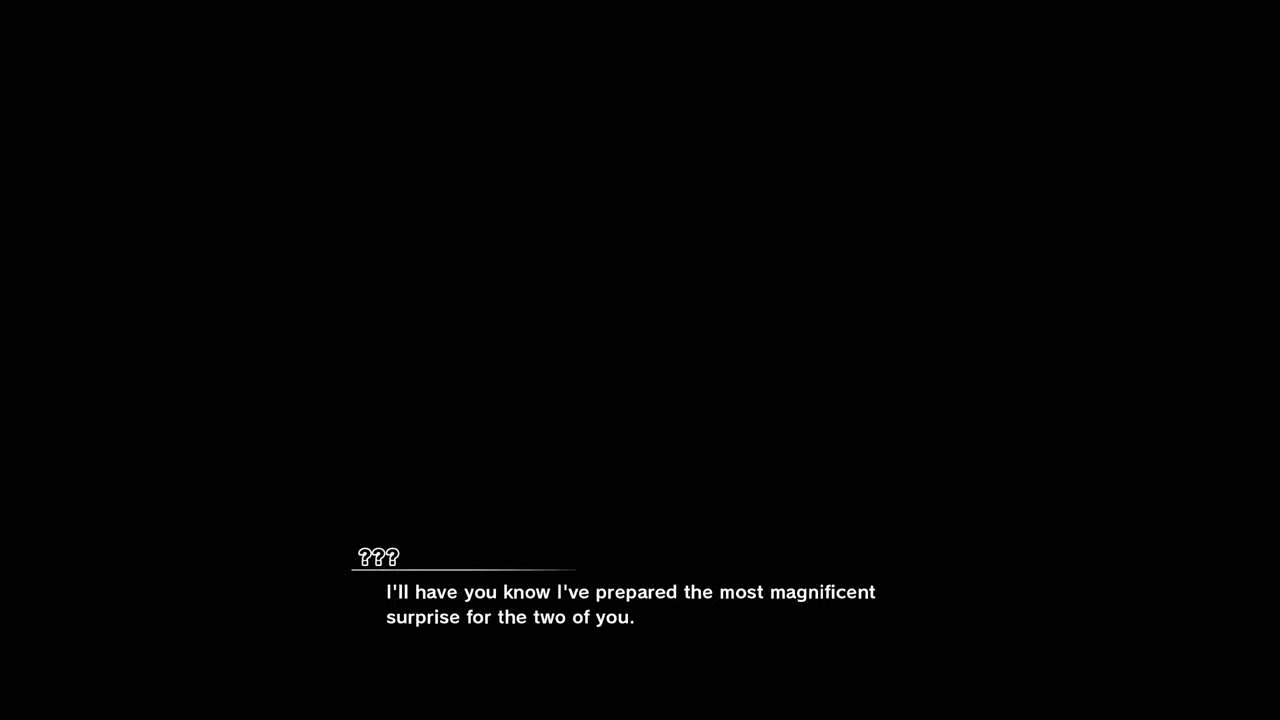 ???
I'll have you know I've prepared the most magnificent
surprise for the two of you.